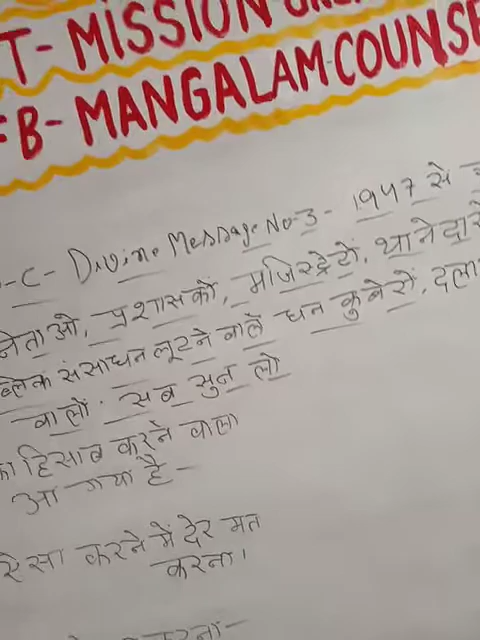 T- MISSION
B- MANGALAM COUNSE
-C- Divine Message No-3- 1947 से
नेताओं, प्रशासकों, मजिस्ट्रेटों, थानेदारों
ब्लिक संसाधन लूटने वाले धन कुबेरों, दला
वालों. सब सुन लो
का हिसाब करने वाला
आ गया है-
ऐसा करने में देर मत
करना।
करना-